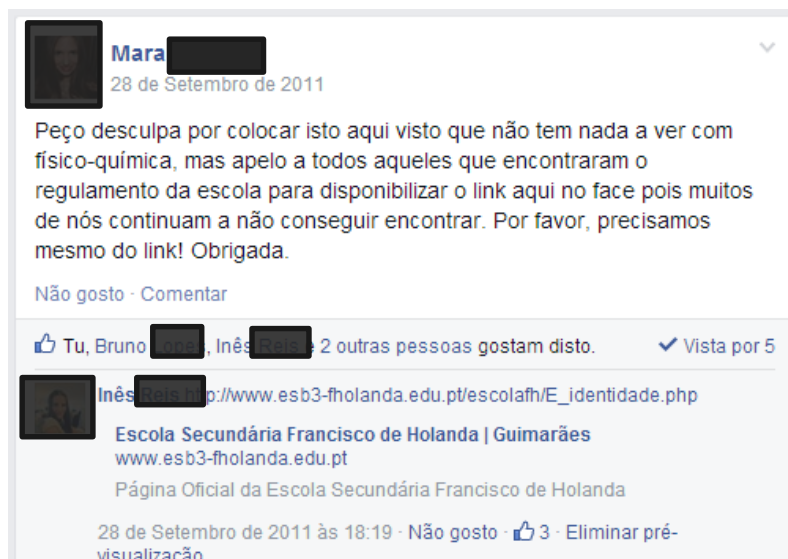 Mara
28 de Setembro de 2011
Peço desculpa por colocar isto aqui visto que não tem nada a ver com
físico-química, mas apelo a todos aqueles que encontraram o
regulamento da escola para disponibilizar o link aqui no face pois muitos
de nós continuam a não conseguir encontrar. Por favor, precisamos
mesmo do link! Obrigada.
Não gosto · Comentar
Tu, Bruno, Inês e 2 outras pessoas gostam disto. Vista por 5
Inês http://www.esb3-fholanda.edu.pt/escolafh/E_identidade.php
Escola Secundária Francisco de Holanda | Guimarães
www.esb3-fholanda.edu.pt
Página Oficial da Escola Secundária Francisco de Holanda
28 de Setembro de 2011 às 18:19 · Não gosto · 3 · Eliminar pré-
visualização